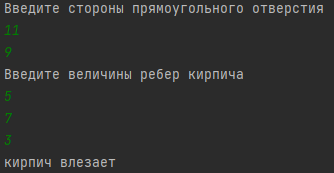 Введите стороны прямоугольного отверстия
11
9
Введите величины ребер кирпича
5
7
3
кирпич влезает